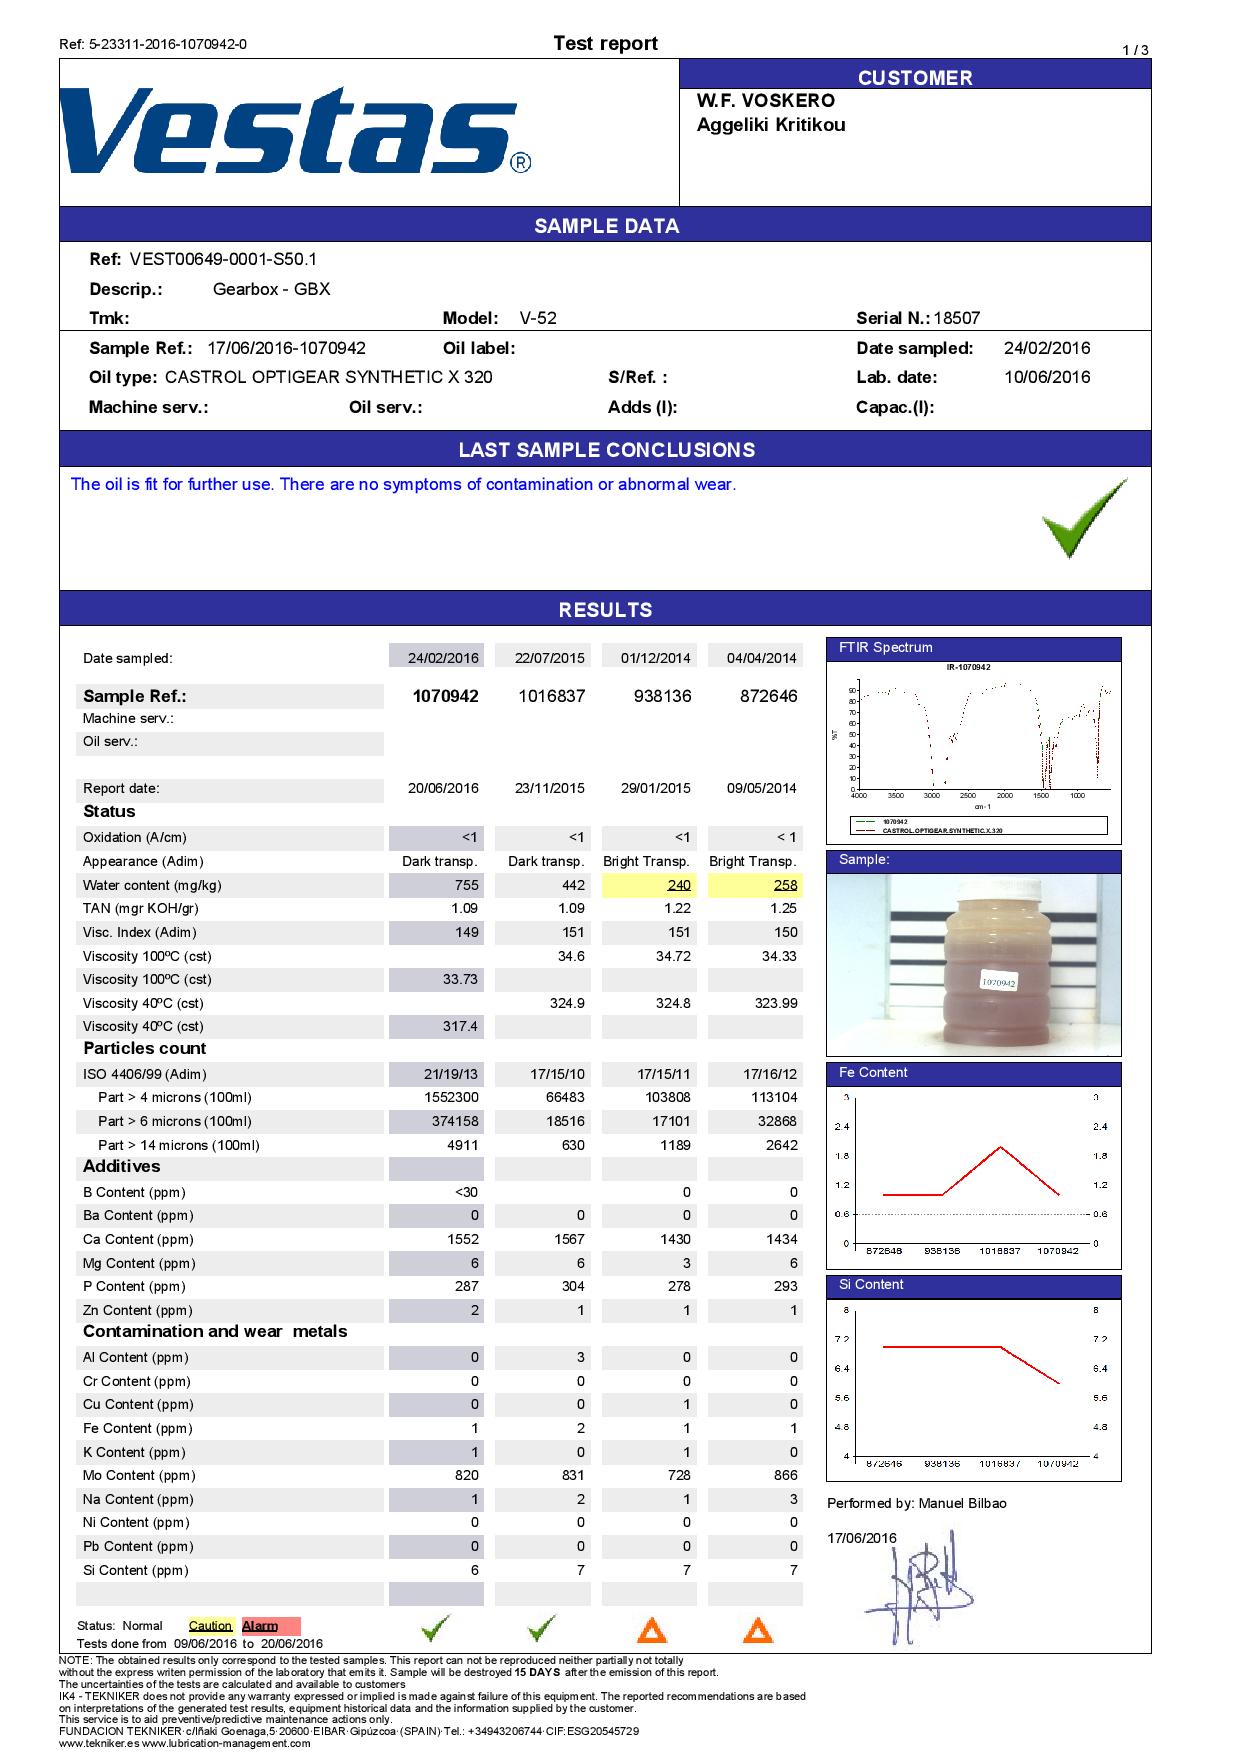 Ref: 5-23311-2016-1070942-0 Test report 1 / 3
Vestas®
CUSTOMER
W.F. VOSKERO
Aggeliki Kritikou
SAMPLE DATA
Ref: VEST00649-0001-S50.1
Descrip.: Gearbox - GBX
Tmk: Model: V-52 Serial N.: 18507
Sample Ref.: 17/06/2016-1070942 Oil label: Date sampled: 24/02/2016
Oil type: CASTROL OPTIGEAR SYNTHETIC X 320 S/Ref. : Lab. date: 10/06/2016
Machine serv.: Oil serv.: Adds (l): Capac.(l):
LAST SAMPLE CONCLUSIONS
The oil is fit for further use. There are no symptoms of contamination or abnormal wear.
RESULTS
Date sampled: 24/02/2016 22/07/2015 01/12/2014 04/04/2014
Sample Ref.: 1070942 1016837 938136 872646
Machine serv.:
Oil serv.:
Report date: 20/06/2016 23/11/2015 29/01/2015 09/05/2014
Status
Oxidation (A/cm) <1 <1 <1 < 1
Appearance (Adim) Dark transp. Dark transp. Bright Transp. Bright Transp.
Water content (mg/kg) 755 442 240 258
TAN (mgr KOH/gr) 1.09 1.09 1.22 1.25
Visc. Index (Adim) 149 151 151 150
Viscosity 100ºC (cst) 34.6 34.72 34.33
Viscosity 100ºC (cst) 33.73
Viscosity 40ºC (cst) 324.9 324.8 323.99
Viscosity 40ºC (cst) 317.4
Particles count
ISO 4406/99 (Adim) 21/19/13 17/15/10 17/15/11 17/16/12
Part > 4 microns (100ml) 1552300 66483 103808 113104
Part > 6 microns (100ml) 374158 18516 17101 32868
Part > 14 microns (100ml) 4911 630 1189 2642
Additives
B Content (ppm) <30 0 0
Ba Content (ppm) 0 0 0 0
Ca Content (ppm) 1552 1567 1430 1434
Mg Content (ppm) 6 6 3 6
P Content (ppm) 287 304 278 293
Zn Content (ppm) 2 1 1 1
Contamination and wear metals
Al Content (ppm) 0 3 0 0
Cr Content (ppm) 0 0 0 0
Cu Content (ppm) 0 0 1 0
Fe Content (ppm) 1 2 1 1
K Content (ppm) 1 0 1 0
Mo Content (ppm) 820 831 728 866
Na Content (ppm) 1 2 1 3
Ni Content (ppm) 0 0 0 0
Pb Content (ppm) 0 0 0 0
Si Content (ppm) 6 7 7 7
Status: Normal Caution Alarm
Tests done from 09/06/2016 to 20/06/2016
FTIR Spectrum
IR-1070942
%T
90
80
70
60
50
40
30
20
10
0
4000 3500 3000 2500 2000 1500 1000
cm-1
1070942
CASTROL.OPTIGEAR.SYNTHETIC.X.320
Sample:
1070942
Fe Content
3 3
2.4 2.4
1.8 1.8
1.2 1.2
0.6 0.6
0 0
872646 938136 1016837 1070942
Si Content
8 8
7.2 7.2
6.4 6.4
5.6 5.6
4.8 4.8
4 4
872646 938136 1016837 1070942
Performed by: Manuel Bilbao
17/06/2016
NOTE: The obtained results only correspond to the tested samples. This report can not be reproduced neither partially not totally
without the express writen permission of the laboratory that emits it. Sample will be destroyed 15 DAYS after the emission of this report.
The uncertainties of the tests are calculated and available to customers
IK4 - TEKNIKER does not provide any warranty expressed or implied is made against failure of this equipment. The reported recommendations are based
on interpretations of the generated test results, equipment historical data and the information supplied by the customer.
This service is to aid preventive/predictive maintenance actions only.
FUNDACION TEKNIKER·c/Iñaki Goenaga,5·20600·EIBAR·Gipúzcoa·(SPAIN)·Tel.: +34943206744·CIF:ESG20545729
www.tekniker.es www.lubrication-management.com